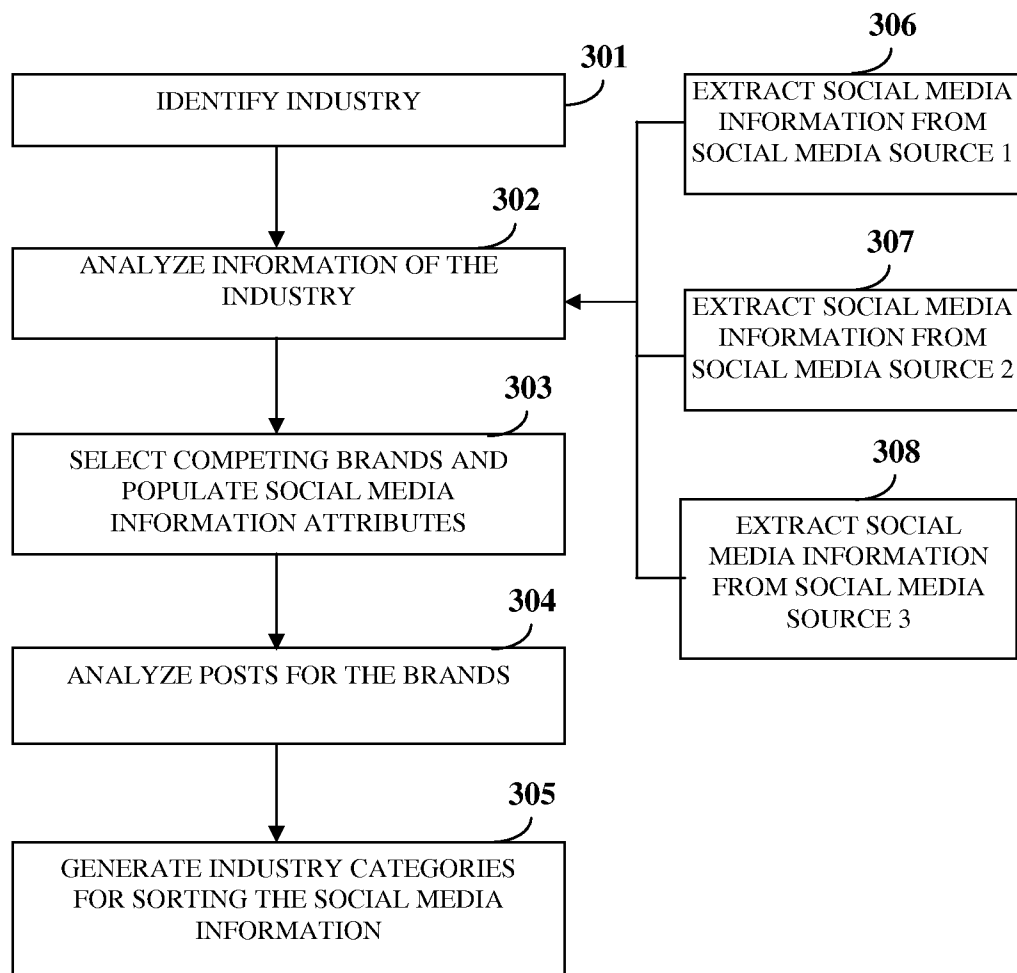 301
IDENTIFY INDUSTRY
302
ANALYZE INFORMATION OF THE
INDUSTRY
303
SELECT COMPETING BRANDS AND
POPULATE SOCIAL MEDIA
INFORMATION ATTRIBUTES
304
ANALYZE POSTS FOR THE BRANDS
305
GENERATE INDUSTRY CATEGORIES
FOR SORTING THE SOCIAL MEDIA
INFORMATION
306
EXTRACT SOCIAL MEDIA
INFORMATION FROM
SOCIAL MEDIA SOURCE 1
307
EXTRACT SOCIAL MEDIA
INFORMATION FROM
SOCIAL MEDIA SOURCE 2
308
EXTRACT SOCIAL
MEDIA INFORMATION
FROM SOCIAL MEDIA
SOURCE 3